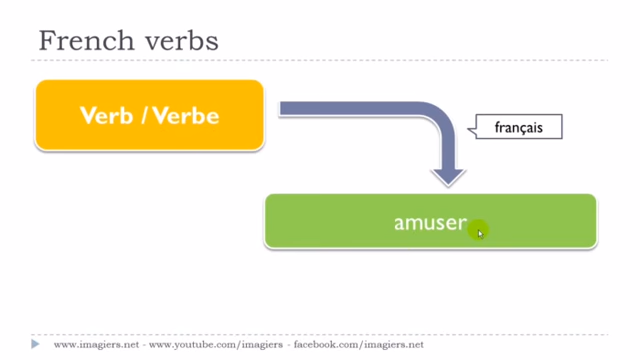 French verbs
Verb / Verbe
français
amuser
www.imagiers.net - www.youtube.com/imagiers - facebook.com/imagiers.net